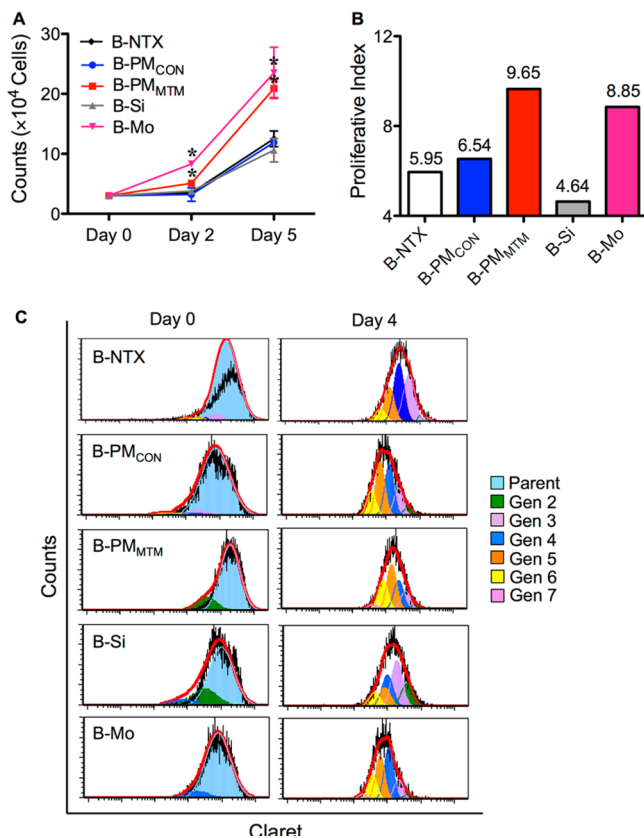 A
30
20
10
0
Counts (×10⁴ Cells)
Day 0
Day 2
Day 5
B-NTX
B-PMCON
B-PMMTM
B-Si
B-Mo
*
*
*
*
B
12
8
4
Proliferative Index
5.95
6.54
9.65
4.64
8.85
B-NTX
B-PMCON
B-PMMTM
B-Si
B-Mo
C
Day 0
Day 4
B-NTX
B-PMCON
B-PMMTM
B-Si
B-Mo
Counts
Claret
Parent
Gen 2
Gen 3
Gen 4
Gen 5
Gen 6
Gen 7